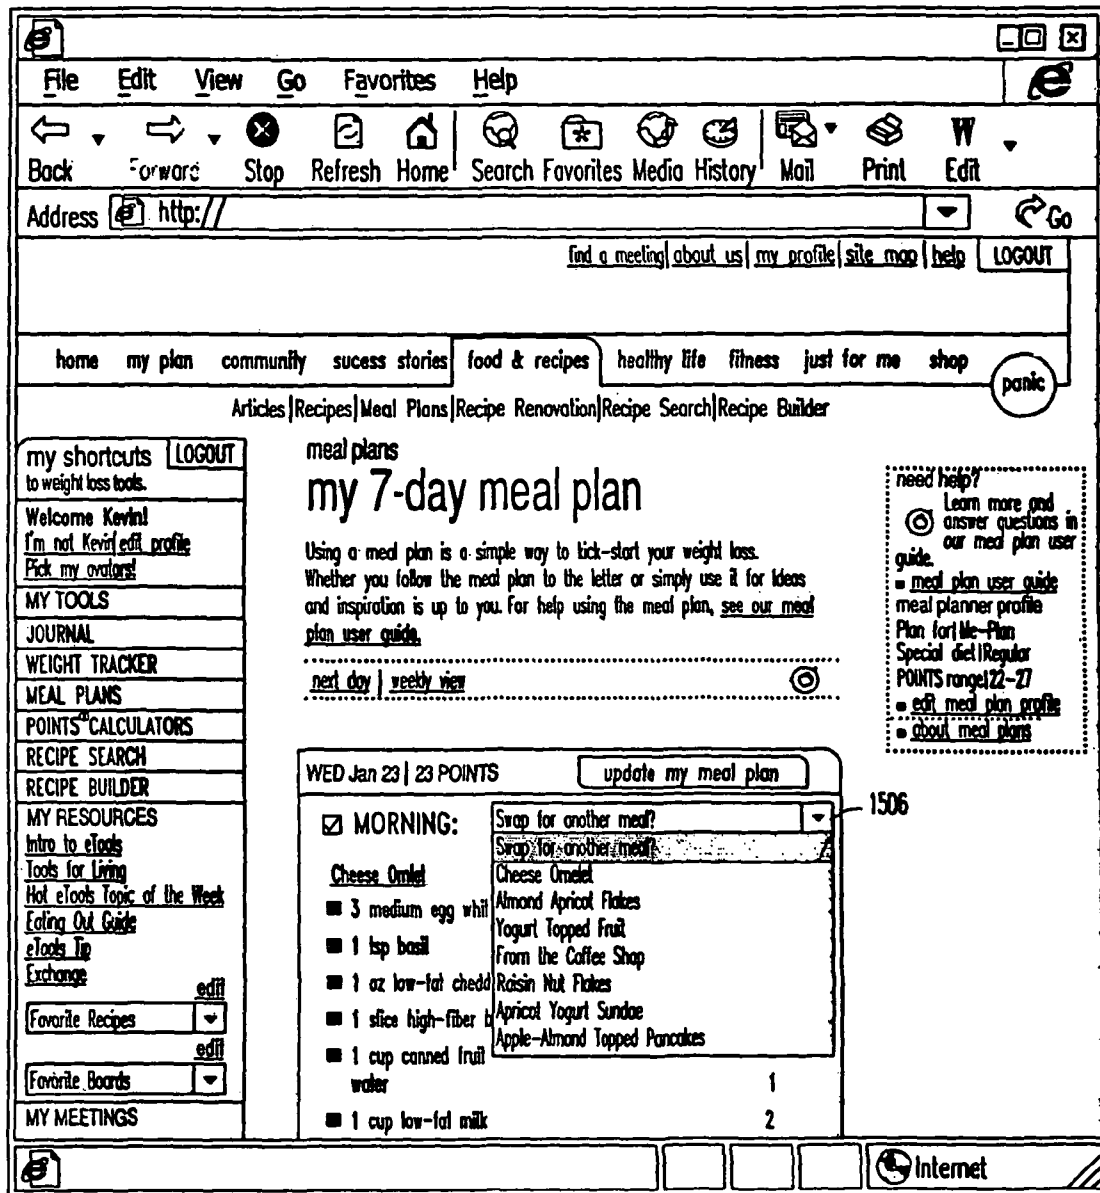 File Edit View Go Favorites Help
Back Forward Stop Refresh Home Search Favorites Media History Mail Print Edit
Address http:// Go
find a meeting| about us| my profile| site map | help LOGOUT
home my plan community sucess stories food & recipes healthy life fitness just for me shop
panic
Articles|Recipes|Meal Plans|Recipe Renovation|Recipe Search|Recipe Builder
my shortcuts LOGOUT
to weight loss tools.
Welcome Kevin!
I'm not Kevin|edit profile
Pick my avatars!
MY TOOLS
JOURNAL
WEIGHT TRACKER
MEAL PLANS
POINTS® CALCULATORS
RECIPE SEARCH
RECIPE BUILDER
MY RESOURCES
Intro to eTools
Tools for Living
Hot eTools Topic of the Week
Eating Out Guide
eTools Tip
Exchange
edit
Favorite Recipes
edit
Favorite Boards
MY MEETINGS
meal plans
my 7-day meal plan
Using a meal plan is a simple way to kick-start your weight loss.
Whether you follow the meal plan to the letter or simply use it for ideas
and inspiration is up to you. For help using the meal plan, see our meal
plan user guide.
next day | weekly view
WED Jan 23 | 23 POINTS update my meal plan
MORNING: Swap for another meal?
1506
Swap for another meal?
Cheese Omelet
Almond Apricot Flakes
Yogurt Topped Fruit
From the Coffee Shop
Raisin Nut Flakes
Apricot Yogurt Sundae
Apple-Almond Topped Pancakes
Cheese Omlet
3 medium egg whit
1 tsp basil
1 oz low-fat chedd
1 slice high-fiber b
1 cup canned fruit
water 1
1 cup low-fat milk 2
need help?
Learn more and
answer questions in
our meal plan user
guide.
meal plan user guide
meal planner profile
Plan for| Me-Plan
Special diet|Regular
POINTS range|22-27
edit meal plan profile
about meal plans
Internet